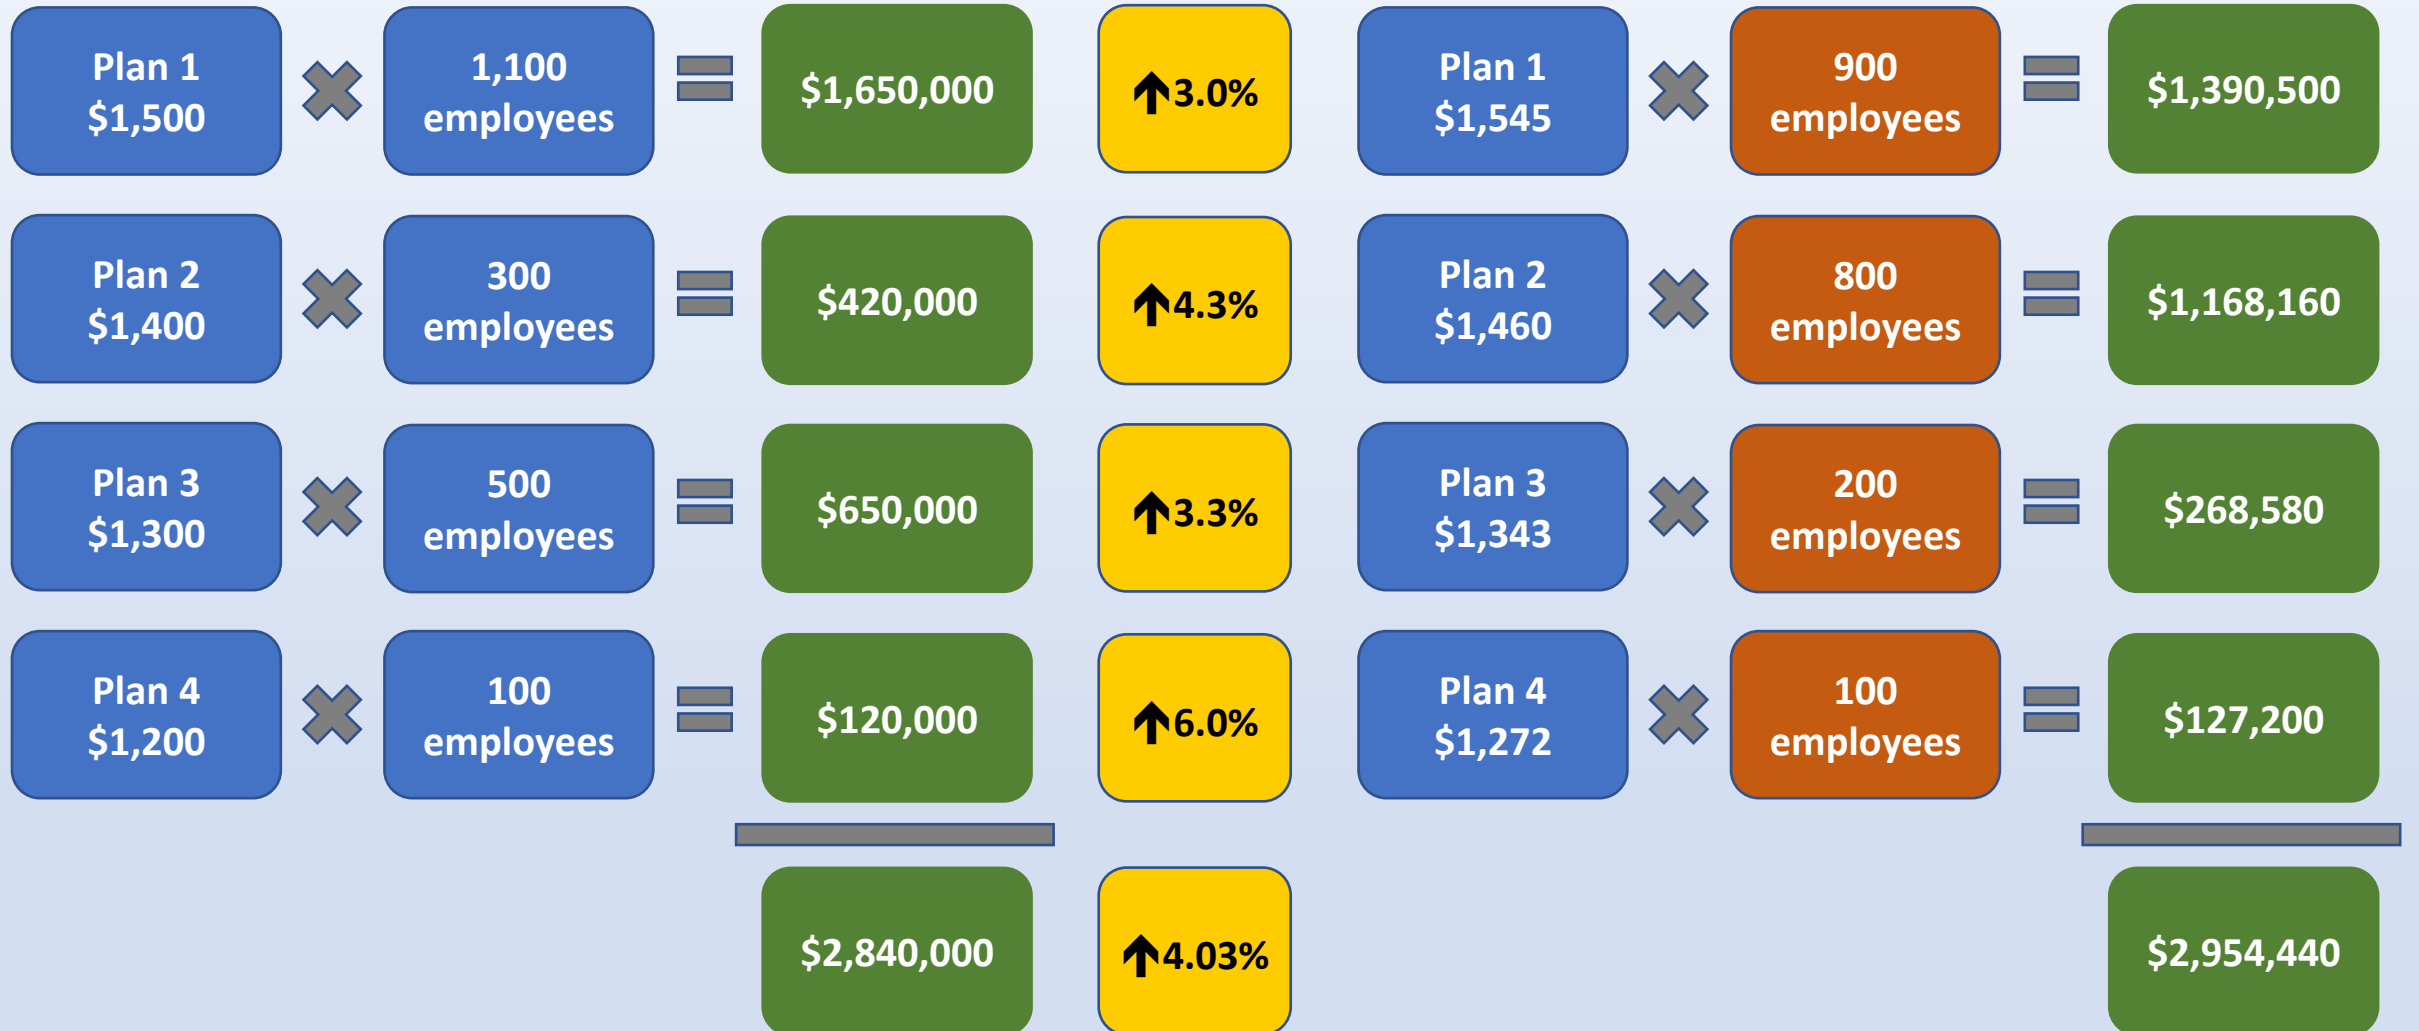 Plan 1
$1,500
1,100
employees
$1,650,000
3.0%
Plan 1
$1,545
900
employees
$1,390,500
Plan 2
$1,400
300
employees
$420,000
4.3%
Plan 2
$1,460
800
employees
$1,168,160
Plan 3
$1,300
500
employees
$650,000
3.3%
Plan 3
$1,343
200
employees
$268,580
Plan 4
$1,200
100
employees
$120,000
6.0%
Plan 4
$1,272
100
employees
$127,200
$2,840,000
4.03%
$2,954,440